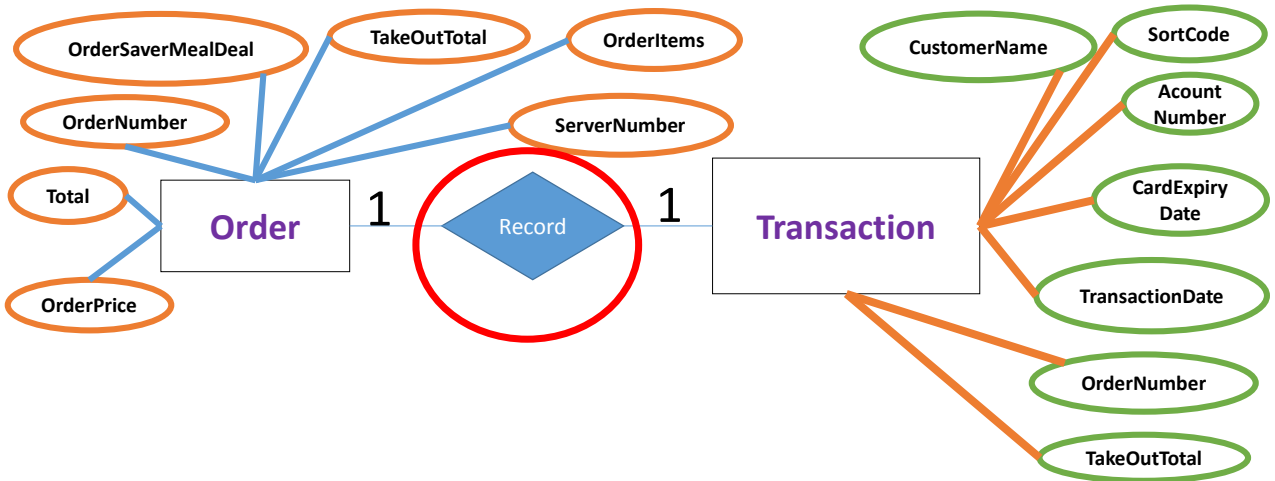 OrderSaverMealDeal
TakeOutTotal
OrderItems
CustomerName
SortCode
OrderNumber
ServerNumber
Acount
Number
Total
Order
1
Record
1
Transaction
CardExpiry
Date
OrderPrice
TransactionDate
OrderNumber
TakeOutTotal